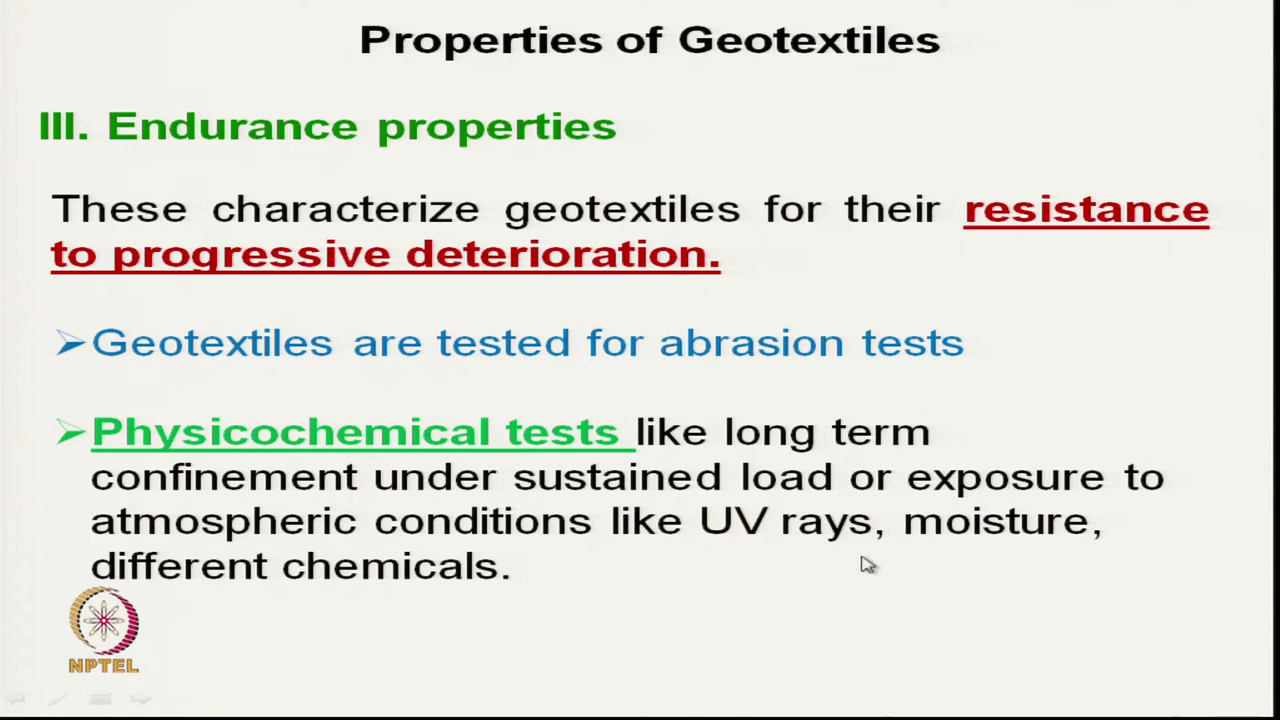 Properties of Geotextiles
III. Endurance properties
These characterize geotextiles for their resistance
to progressive deterioration.
➢Geotextiles are tested for abrasion tests
➢Physicochemical tests like long term
confinement under sustained load or exposure to
atmospheric conditions like UV rays, moisture,
different chemicals.
NPTEL